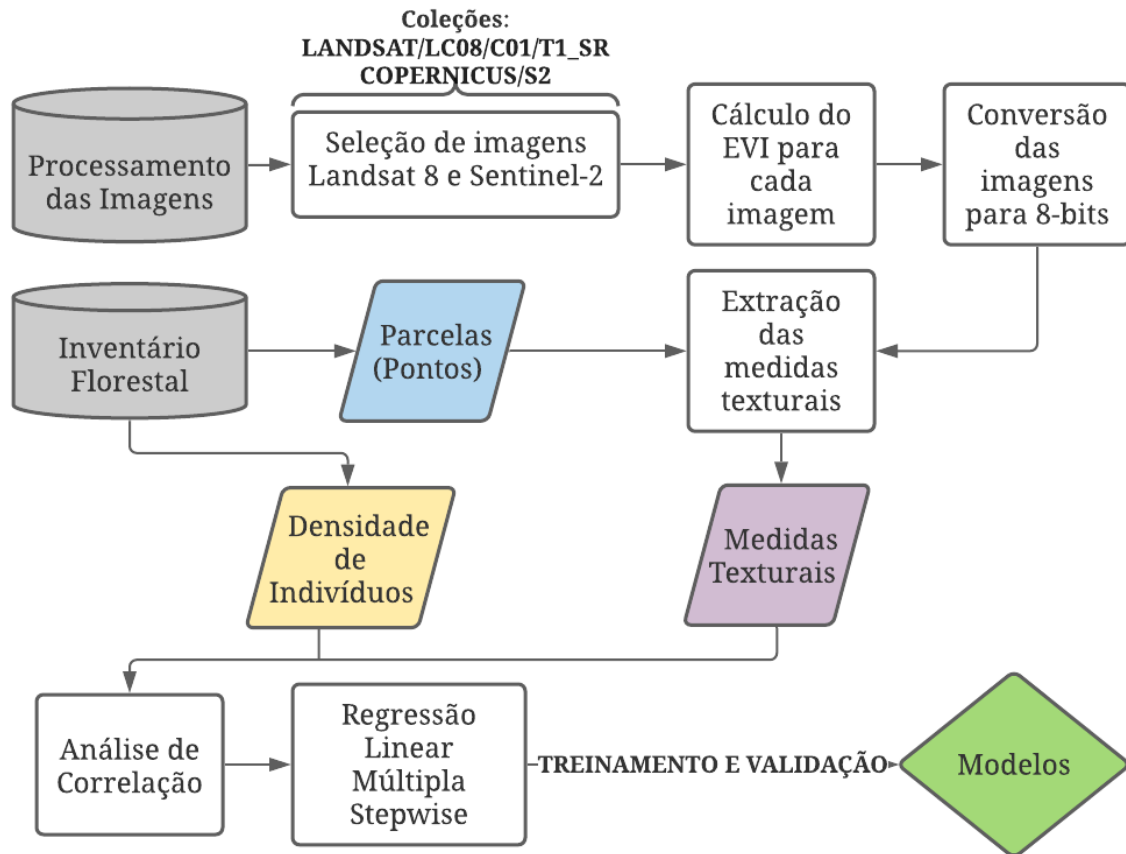 Coleções:
LANDSAT/LC08/C01/T1_SR
COPERNICUS/S2
Processamento
das Imagens
Seleção de imagens
Landsat 8 e Sentinel-2
Cálculo do
EVI para
cada
imagem
Conversão
das
imagens
para 8-bits
Inventário
Florestal
Parcelas
(Pontos)
Extração
das
medidas
texturais
Densidade
de
Indivíduos
Medidas
Texturais
Análise de
Correlação
Regressão
Linear
Múltipla
Stepwise
TREINAMENTO E VALIDAÇÃO
Modelos